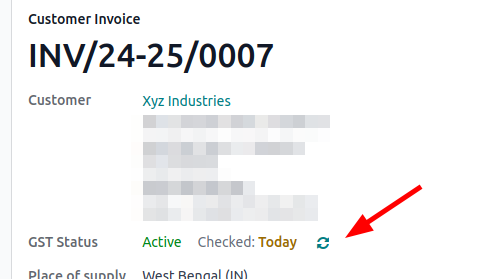 Customer Invoice
INV/24-25/0007
Customer Xyz Industries
GST Status Active Checked: Today
Place of supply West Bengal (IN)